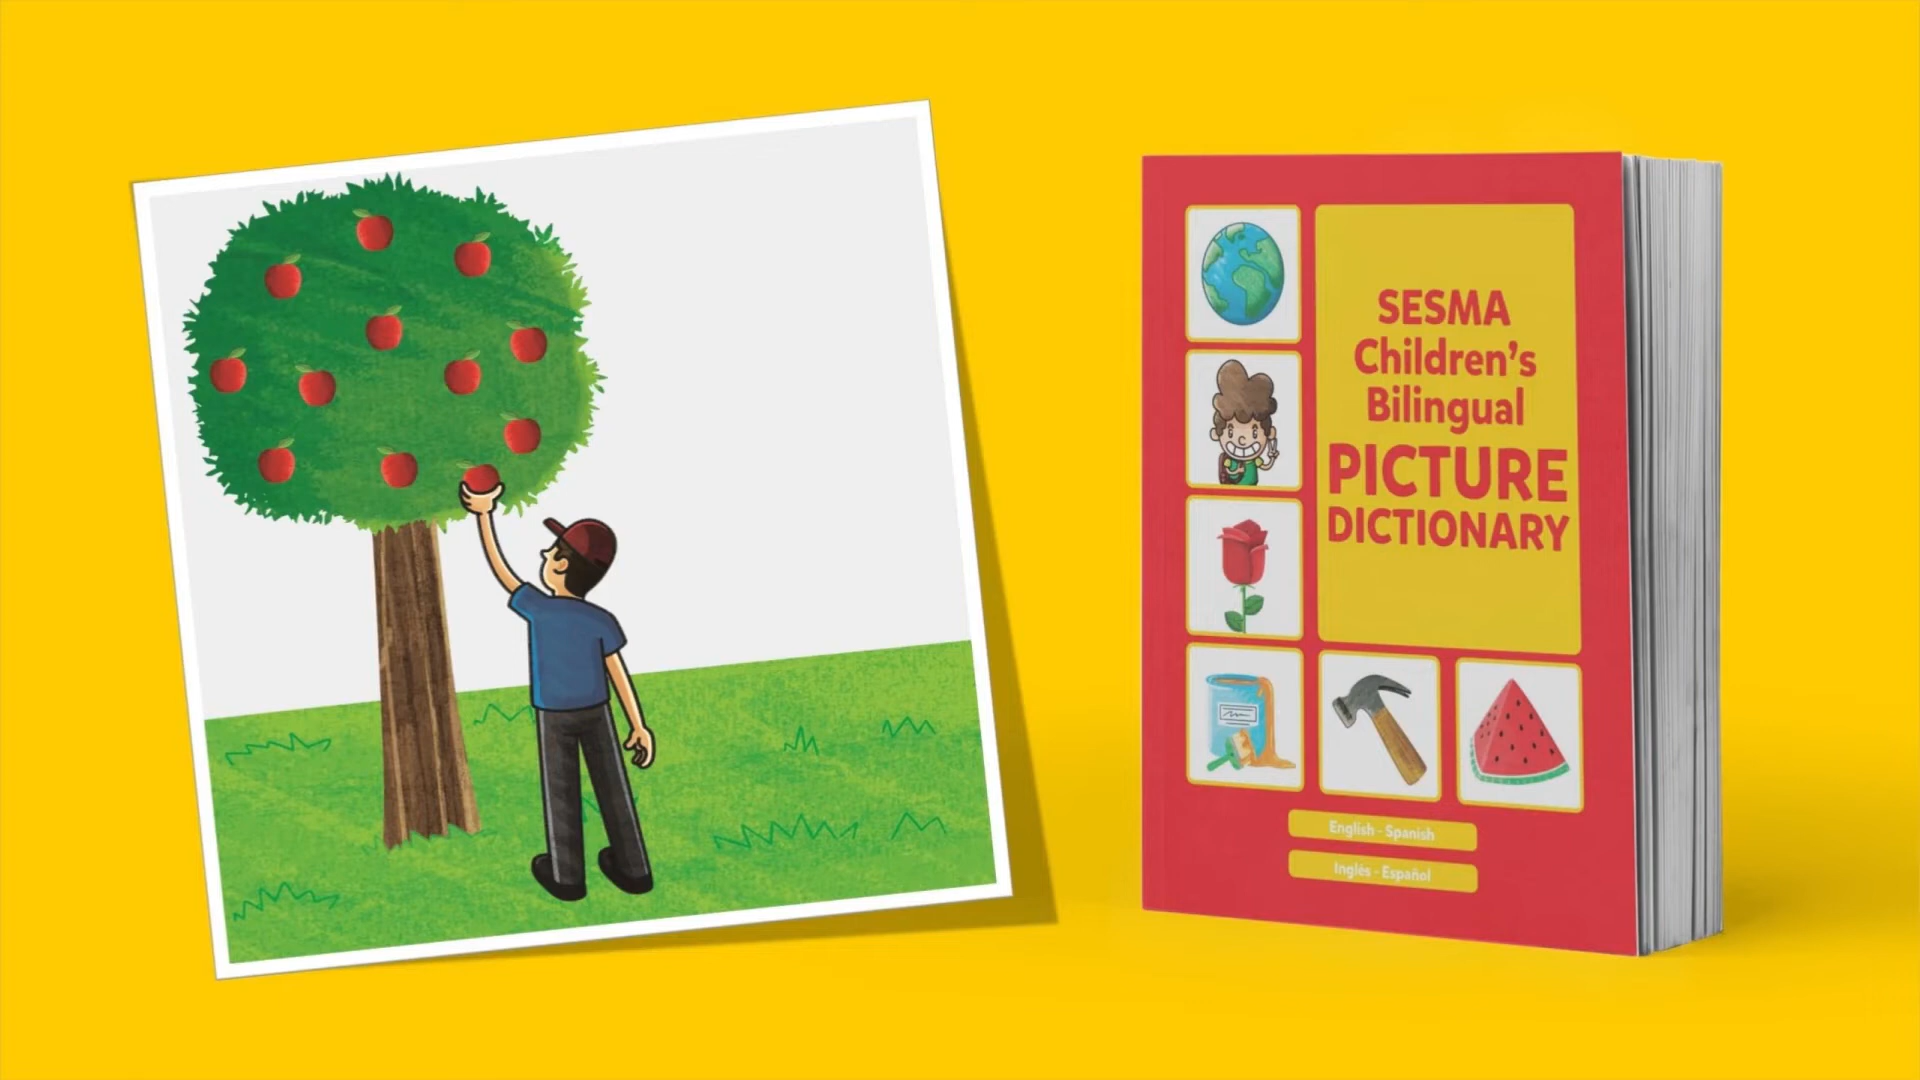 SESMA
Children's
Bilingual
PICTURE
DICTIONARY
English - Spanish
Inglés - Español